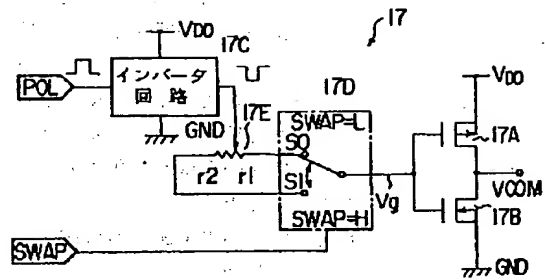 17
VDD
17C
POL
インバータ
回路
GND
17E
17D
SWAP=L
S0
r2 r1
S1
SWAP=H
SWAP
Vg
VDD
17A
VCOM
17B
GND